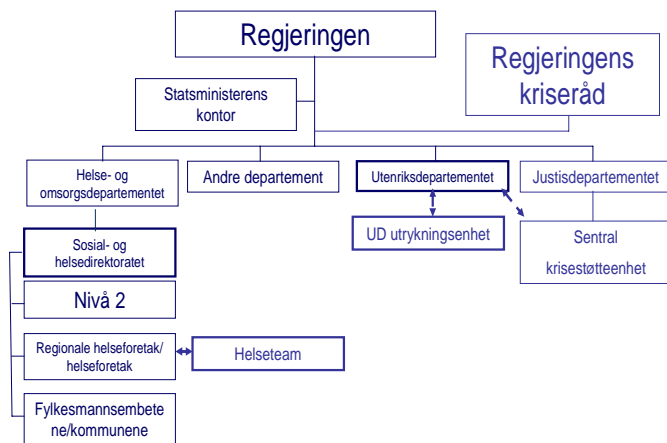 Regjeringen
Regjeringens
kriseråd
Statsministerens
kontor
Helse- og
omsorgsdepartementet
Andre departement
Utenriksdepartementet
Justisdepartementet
Sosial- og
helsedirektoratet
UD utrykningsenhet
Sentral
krisestøtteenhet
Nivå 2
Regionale helseforetak/
helseforetak
Helseteam
Fylkesmannsembete
ne/kommunene